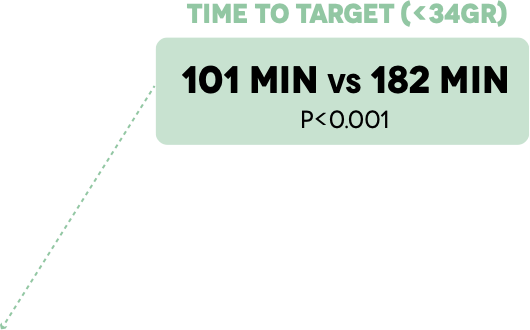 TIME TO TARGET (<34GR)
101 MIN vs 182 MIN
P<0.001